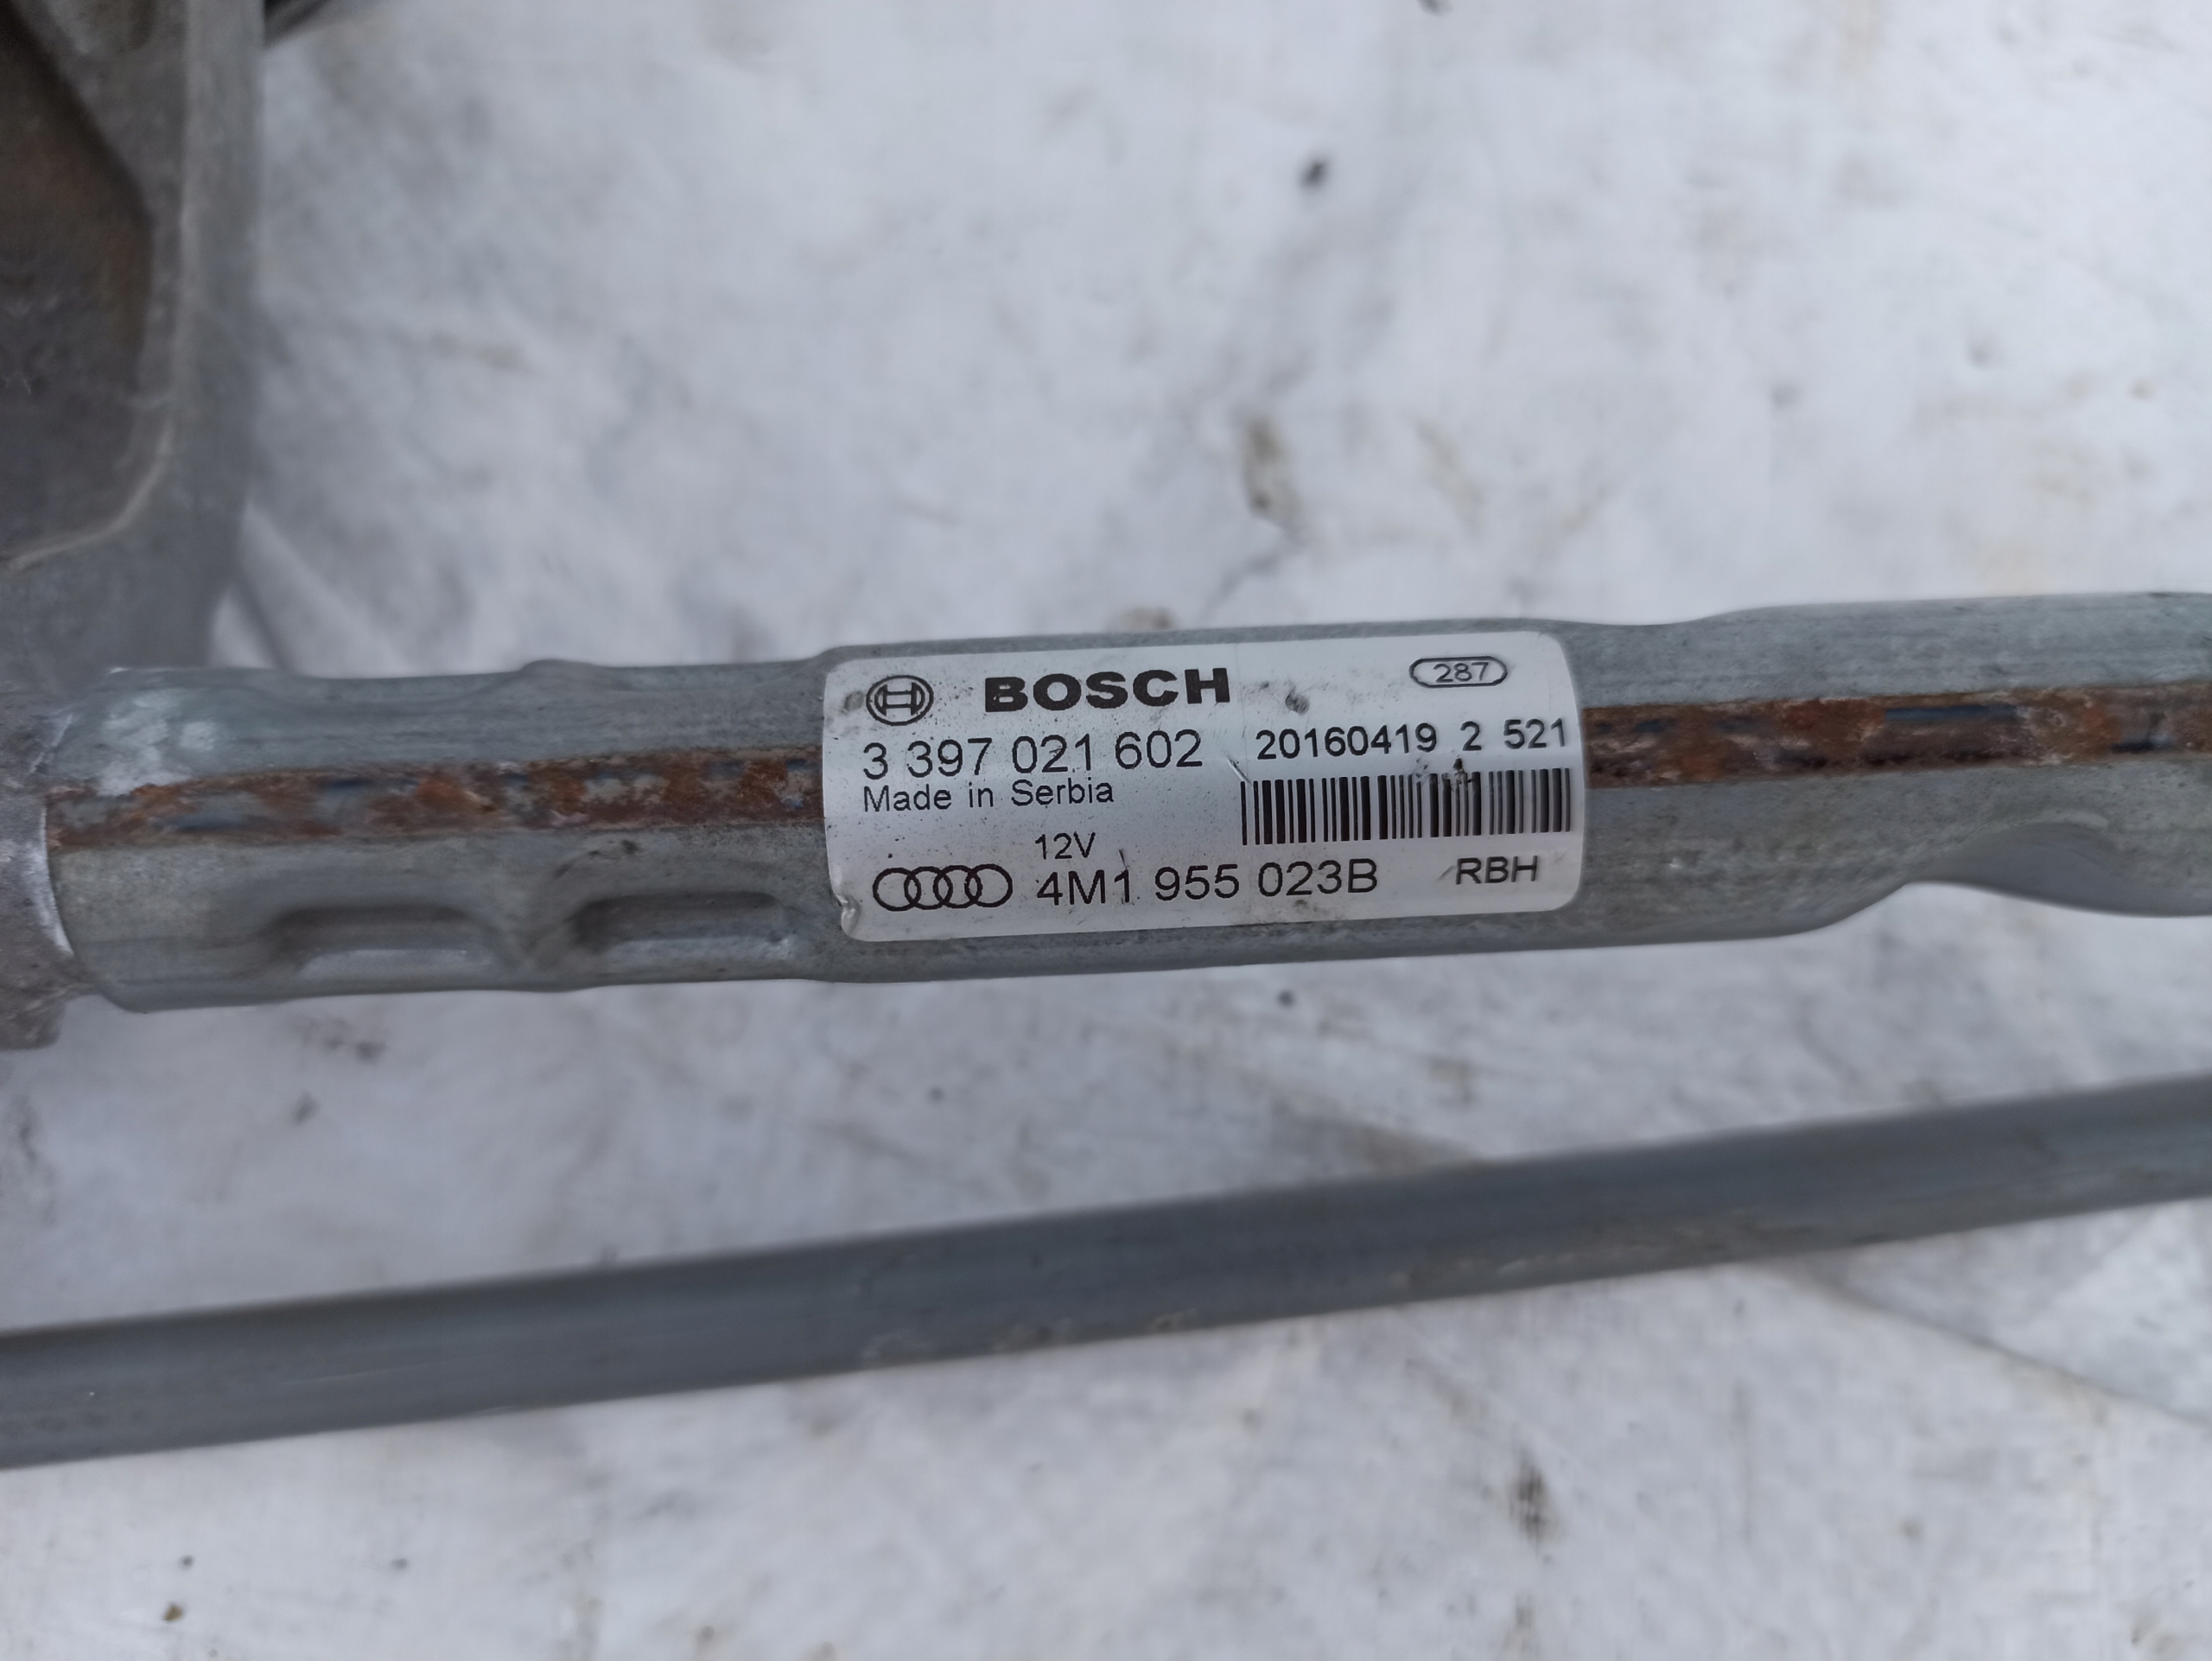 BOSCH 287
3 397 021 602 20160419 2 521
Made in Serbia
12V
4M1 955 023B RBH